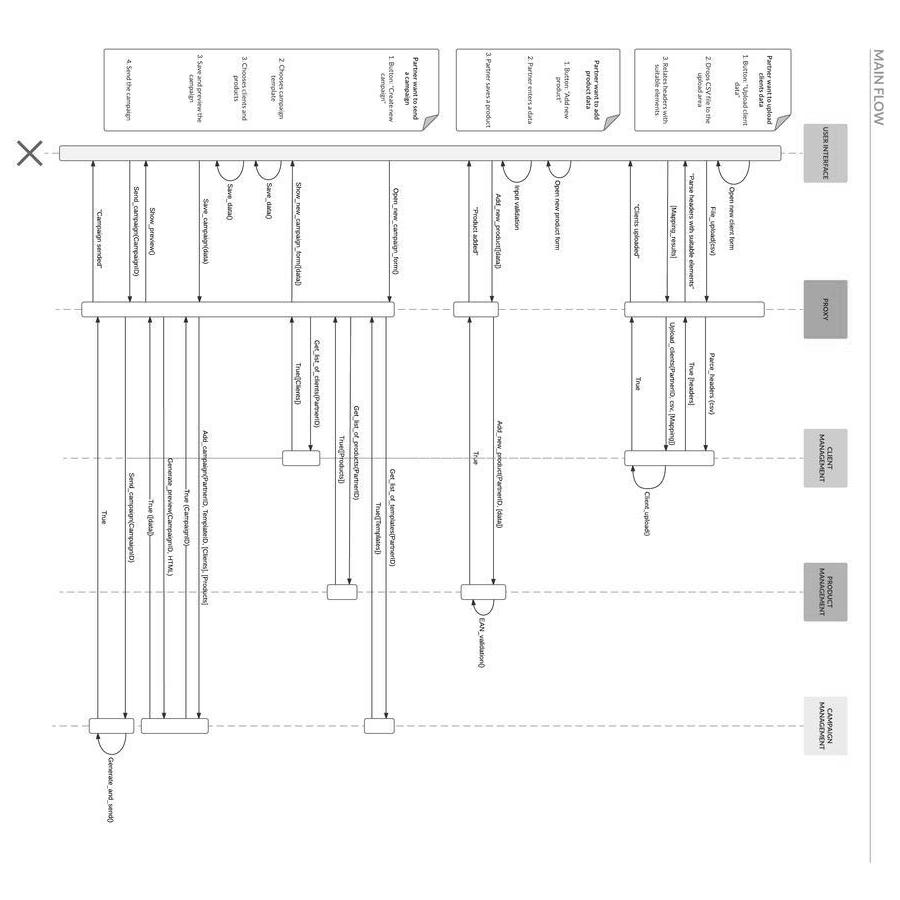 MAIN FLOW
USER INTERFACE
PROXY
CLIENT
MANAGEMENT
PRODUCT
MANAGEMENT
CAMPAIGN
MANAGEMENT
Partner want to upload
clients data
1. Button: "Upload client
data"
2. Drops CSV file to the
upload area
3. Relates headers with
suitable elements
Open new client form
File_upload(csv)
Parce_headers (csv)
True [headers]
"Parse headers with suitable elements"
[Mapping_results]
Upload_clients(PartnerID, csv, [Mapping])
Client_upload()
True
"Clients uploaded"
Partner want to add
product data
1. Button: "Add new
product"
2. Partner enters a data
3. Partner saves a product
Open new product form
Input validation
Add_new_product([data])
Add_new_product(PartnerID, [data])
EAN_validation()
True
"Product added"
Partner want to send
a campaign
1. Button: "Create new
campaign"
2. Chooses campaign
template
3. Chooses clients and
products
3. Save and preview the
campaign
4. Send the campaign
Open_new_campaign_form()
Get_list_of_templates(PartnerID)
True([Templates])
Get_list_of_products(PartnerID)
True([Products])
Get_list_of_clients(PartnerID)
True([Clients])
Show_new_campaign_form([data])
Save_data()
Save_data()
Save_campaign(data)
Add_campaign(PartnerID, TemplateID, [Clients], [Products])
True (CampaignID)
Generate_preview(CampaignID, HTML)
True ([data])
Show_preview()
Send_campaign(CampaignID)
Send_campaign(CampaignID)
Generate_and_send()
True
"Campaign sended"